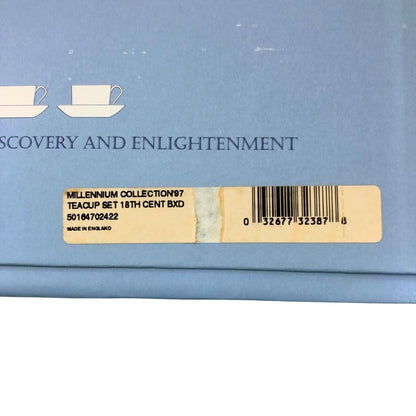 SCOVERY AND ENLIGHTENMENT
MILLENNIUM COLLECTION'97
TEACUP SET 18TH CENT BXD
50164702422
MADE IN ENGLAND
0 32677 32387 8